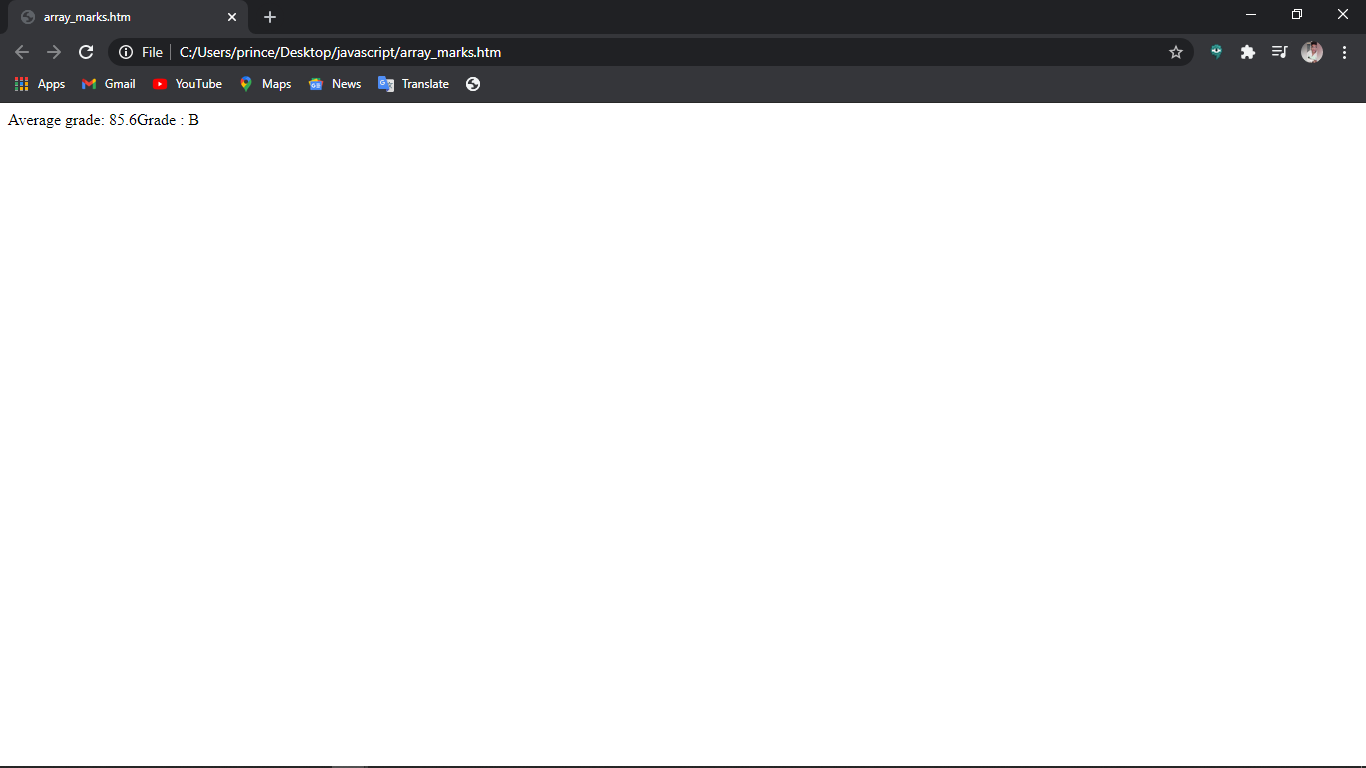 array_marks.htm
File C:/Users/prince/Desktop/javascript/array_marks.htm
Apps Gmail YouTube Maps News Translate
Average grade: 85.6Grade : B